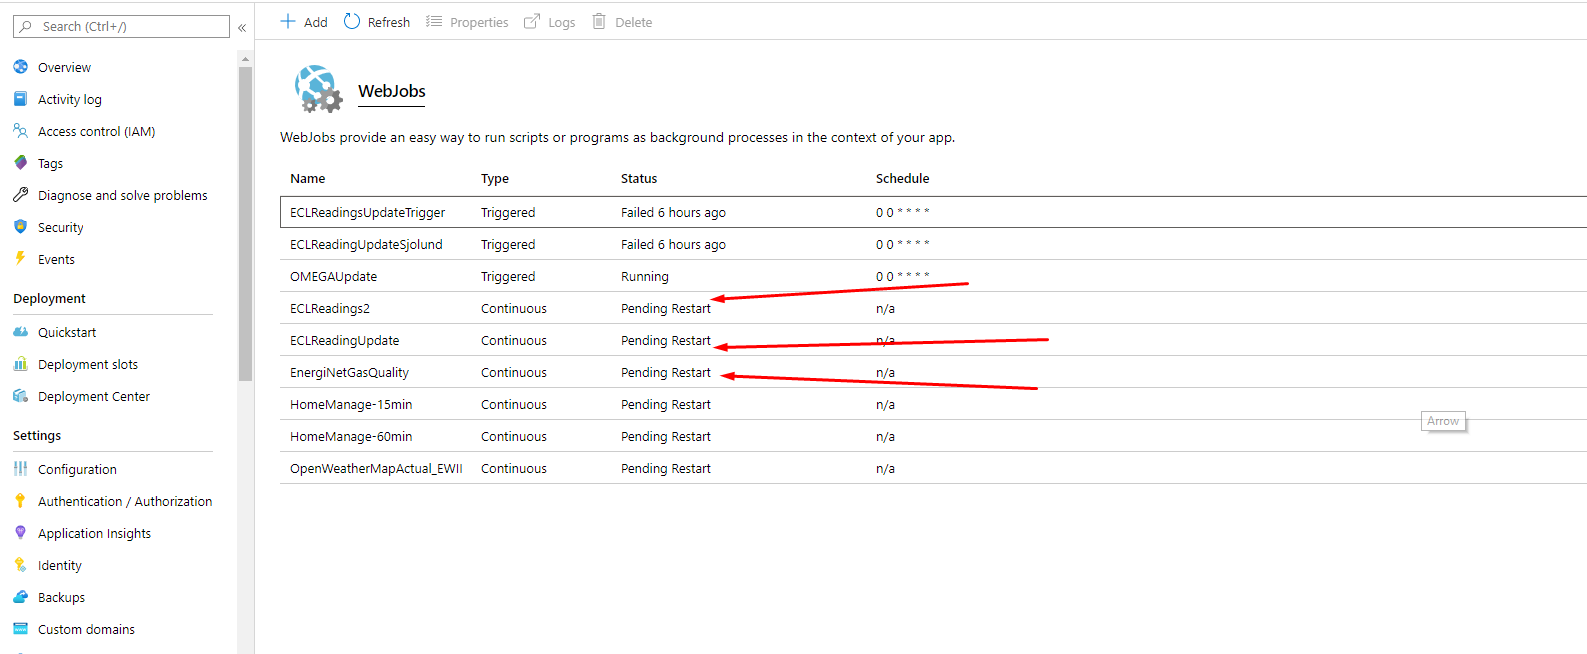 Search (Ctrl+/)
«
Overview
Activity log
Access control (IAM)
Tags
Diagnose and solve problems
Security
Events
Deployment
Quickstart
Deployment slots
Deployment Center
Settings
Configuration
Authentication / Authorization
Application Insights
Identity
Backups
Custom domains
Add Refresh Properties Logs Delete
WebJobs
WebJobs provide an easy way to run scripts or programs as background processes in the context of your app.
Name Type Status Schedule
ECLReadingsUpdateTrigger Triggered Failed 6 hours ago 0 0 * * * *
ECLReadingUpdateSjolund Triggered Failed 6 hours ago 0 0 * * * *
OMEGAUpdate Triggered Running 0 0 * * * *
ECLReadings2 Continuous Pending Restart n/a
ECLReadingUpdate Continuous Pending Restart n/a
EnergiNetGasQuality Continuous Pending Restart n/a
HomeManage-15min Continuous Pending Restart n/a
HomeManage-60min Continuous Pending Restart n/a
OpenWeatherMapActual_EWII Continuous Pending Restart n/a
Arrow